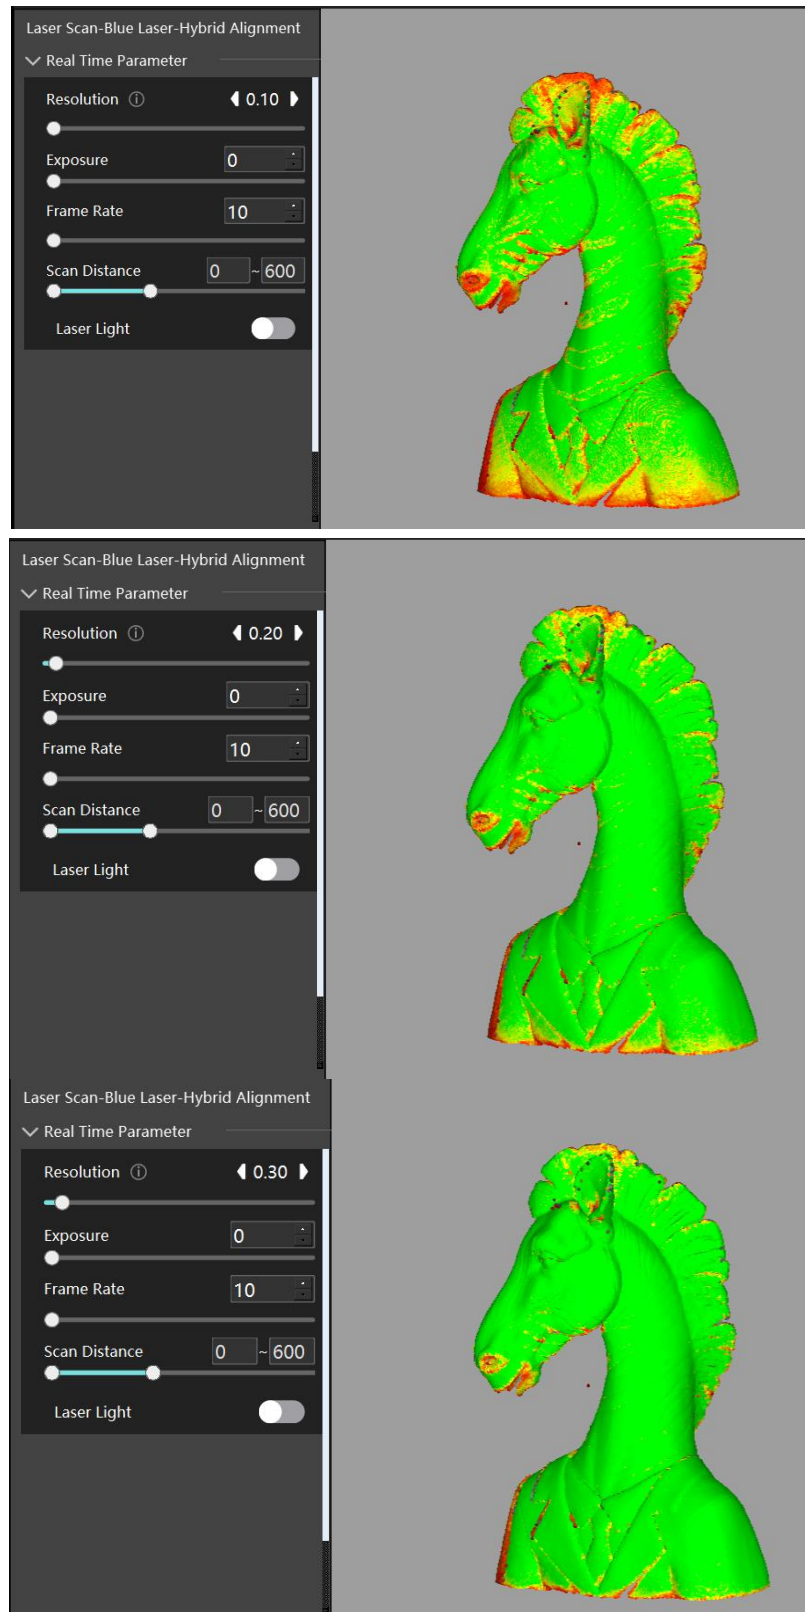 Laser Scan-Blue Laser-Hybrid Alignment
Real Time Parameter
Resolution 0.10
Exposure 0
Frame Rate 10
Scan Distance 0 ~ 600
Laser Light
Laser Scan-Blue Laser-Hybrid Alignment
Real Time Parameter
Resolution 0.20
Exposure 0
Frame Rate 10
Scan Distance 0 ~ 600
Laser Light
Laser Scan-Blue Laser-Hybrid Alignment
Real Time Parameter
Resolution 0.30
Exposure 0
Frame Rate 10
Scan Distance 0 ~ 600
Laser Light